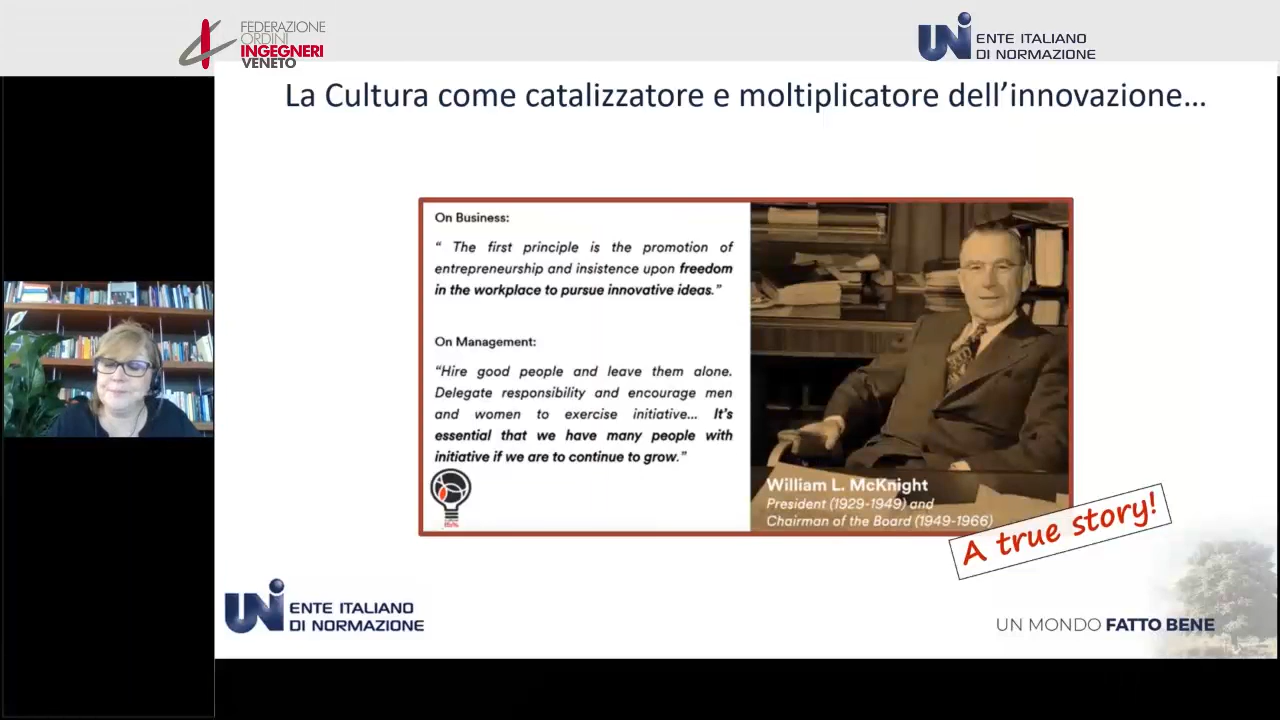 FEDERAZIONE
ORDINI
INGEGNERI
VENETO
UNI ENTE ITALIANO
DI NORMAZIONE
La Cultura come catalizzatore e moltiplicatore dell’innovazione…
On Business:
“ The first principle is the promotion of
entrepreneurship and insistence upon freedom
in the workplace to pursue innovative ideas.”
On Management:
“Hire good people and leave them alone.
Delegate responsibility and encourage men
and women to exercise initiative… It’s
essential that we have many people with
initiative if we are to continue to grow.”
William L. McKnight
President (1929-1949) and
Chairman of the Board (1949-1966)
A true story!
UNI ENTE ITALIANO
DI NORMAZIONE
UN MONDO FATTO BENE